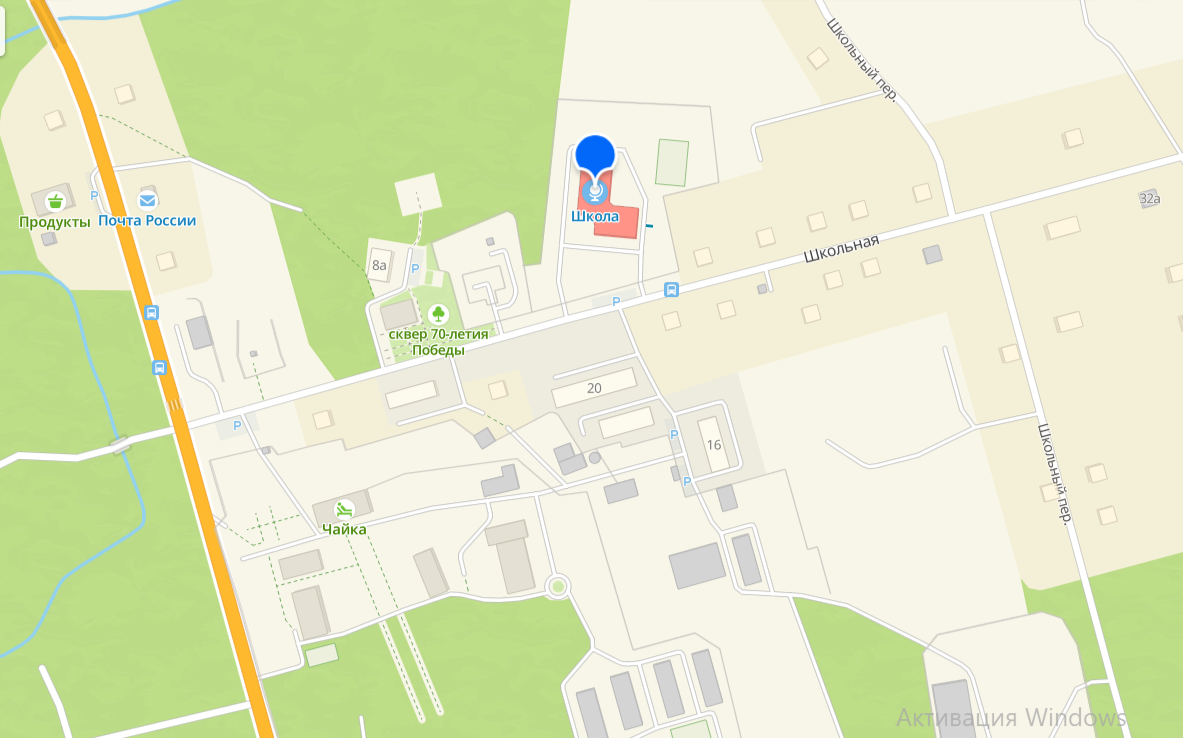 Школьный пер.
Школа
32а
Продукты
P
Почта России
Школьная
8а
P
P
сквер 70-летия
Победы
20
P
P
16
P
Школьный пер.
Чайка
Активация Windows